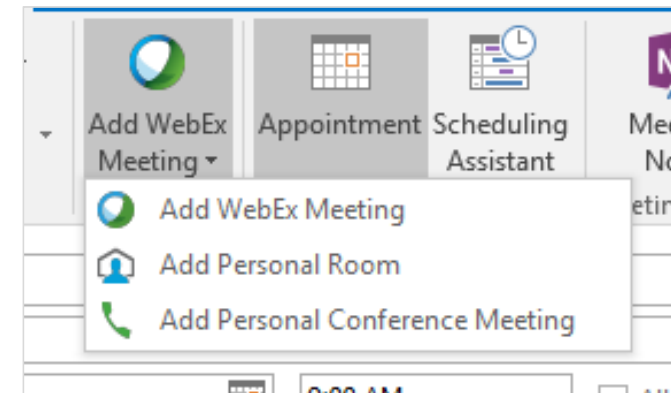 Add WebEx
Meeting
Appointment
Scheduling
Assistant
Add WebEx Meeting
Add Personal Room
Add Personal Conference Meeting